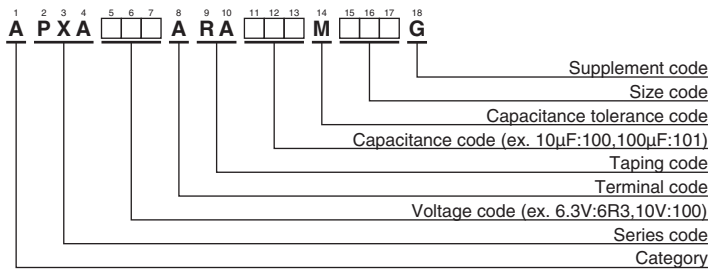 1 2 3 4 5 6 7 8 9 10 11 12 13 14 15 16 17 18
A P X A A R A M G
Supplement code
Size code
Capacitance tolerance code
Capacitance code (ex. 10μF:100,100μF:101)
Taping code
Terminal code
Voltage code (ex. 6.3V:6R3,10V:100)
Series code
Category